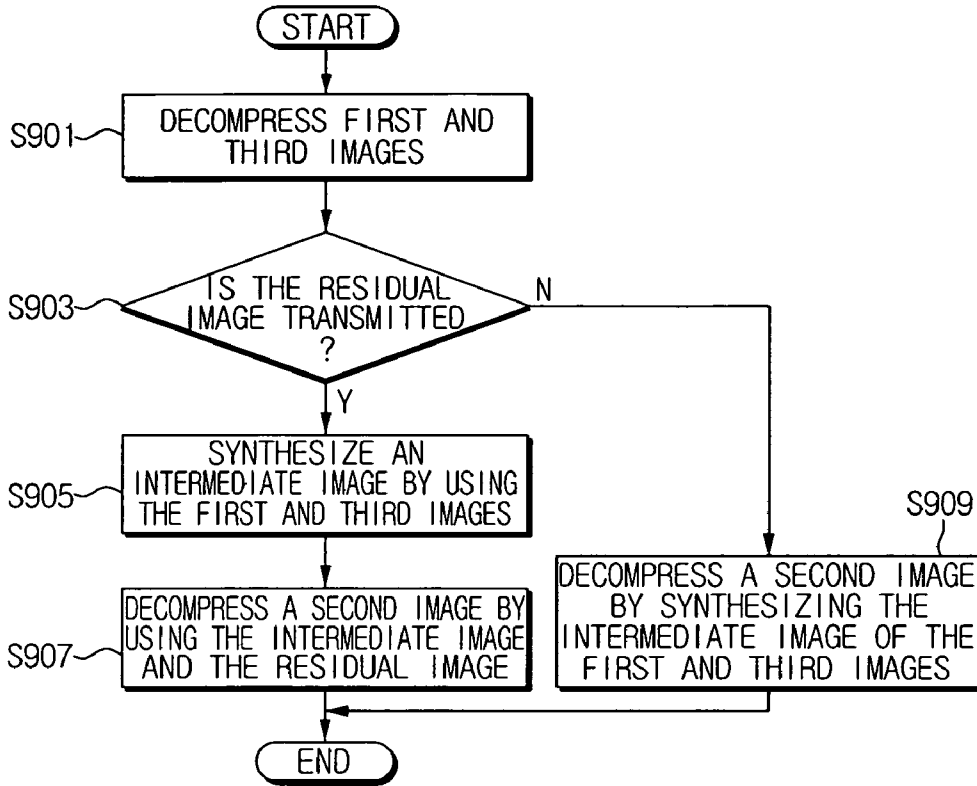 START
S901
DECOMPRESS FIRST AND
THIRD IMAGES
S903
IS THE RESIDUAL
IMAGE TRANSMITTED
?
N
Y
S905
SYNTHESIZE AN
INTERMEDIATE IMAGE BY USING
THE FIRST AND THIRD IMAGES
S909
DECOMPRESS A SECOND IMAGE
BY SYNTHESIZING THE
INTERMEDIATE IMAGE OF THE
FIRST AND THIRD IMAGES
S907
DECOMPRESS A SECOND IMAGE BY
USING THE INTERMEDIATE IMAGE
AND THE RESIDUAL IMAGE
END